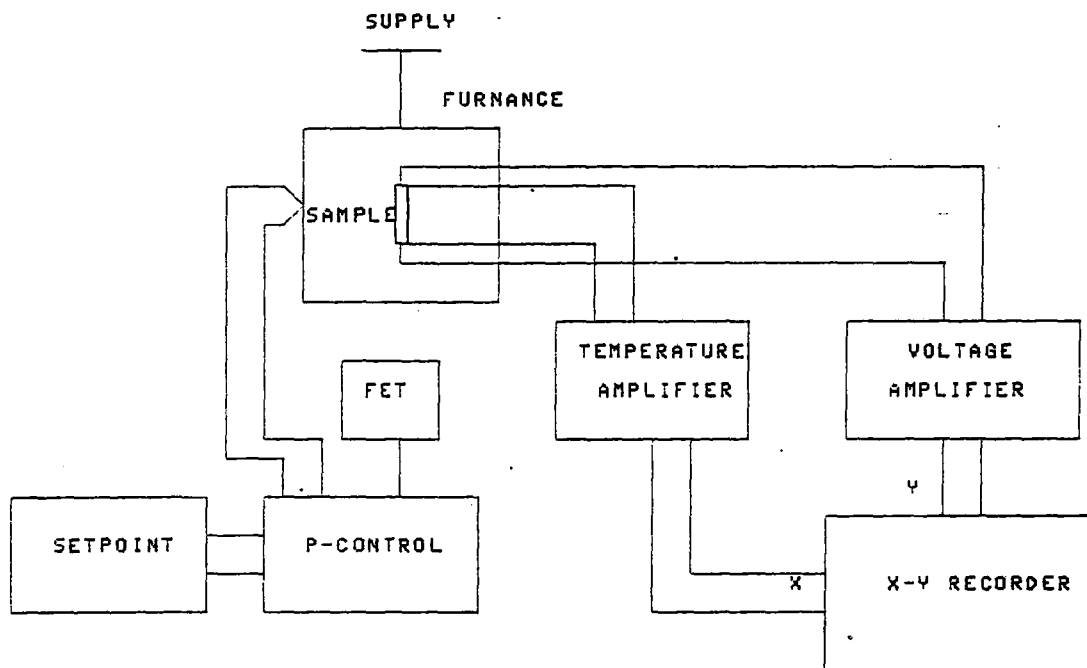 SUPPLY
FURNANCE
SAMPLE
TEMPERATURE
AMPLIFIER
VOLTAGE
AMPLIFIER
FET
Y
SETPOINT
P-CONTROL
X
X-Y RECORDER